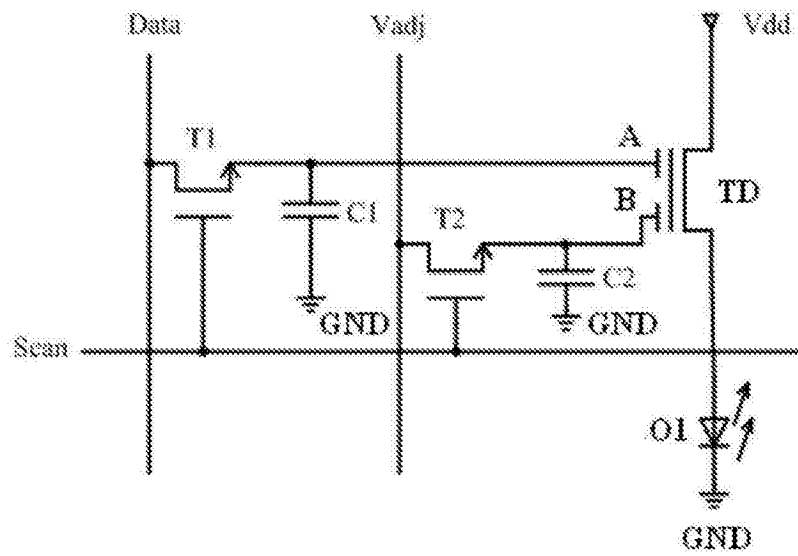 Data
Vadj
Vdd
T1
A
TD
B
C1
T2
C2
GND
GND
Scan
O1
GND